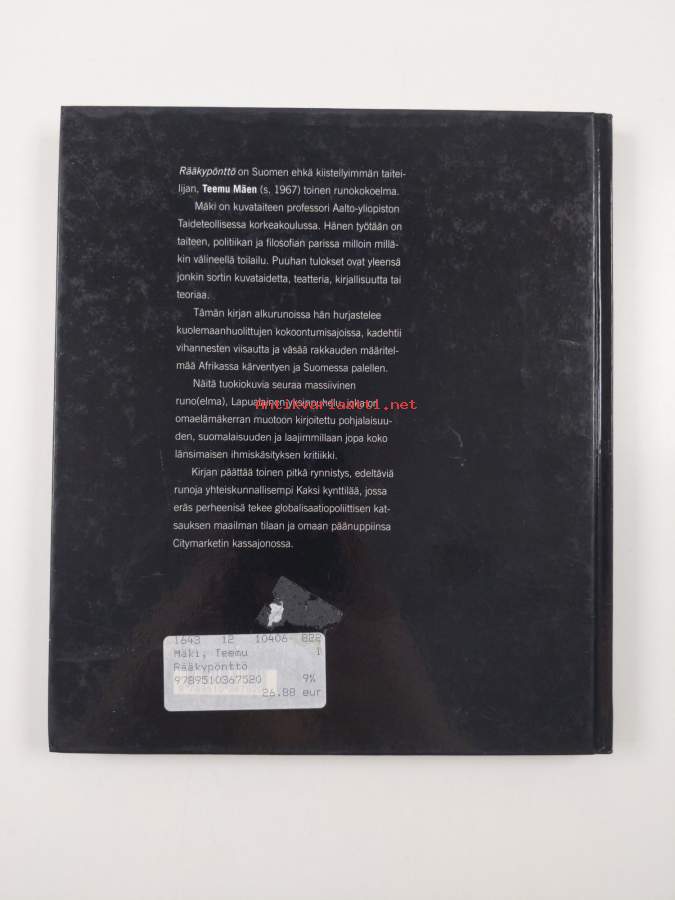 Rääkypönttö on Suomen ehkä kiistellyimmän taitei-
lijan, Teemu Mäen (s. 1967) toinen runokokoelma.
Mäki on kuvataiteen professori Aalto-yliopiston
Taideteollisessa korkeakoulussa. Hänen työtään on
taiteen, politiikan ja filosofian parissa milloin millä-
kin välineellä toilailu. Puuhan tulokset ovat yleensä
jonkin sortin kuvataidetta, teatteria, kirjallisuutta tai
teoriaa.
Tämän kirjan alkurunoissa hän hurjastelee
kuolemaanhuolittujen kokoontumisajoissa, kadehtii
vihannesten viisautta ja väsää rakkauden määritel-
mää Afrikassa kärventyen ja Suomessa palellen.
Näitä tuokiokuvia seuraa massiivinen
runo(elma), Lapualainen yksinpuhelu, joka on
Antikvariaatti.net
omaelämäkerran muotoon kirjoitettu pohjalaisuu-
den, suomalaisuuden ja laajimmillaan jopa koko
länsimaisen ihmiskäsityksen kritiikki.
Kirjan päättää toinen pitkä rynnistys, edeltäviä
runoja yhteiskunnallisempi Kaksi kynttilää, jossa
eräs perheenisä tekee globalisaatiopoliittisen kat-
sauksen maailman tilaan ja omaan päänuppiinsa
Citymarketin kassajonossa.
1643 12 10406
Mäki, Teemu 1
Rääkypönttö
9789510367520 9%
26.88 eur